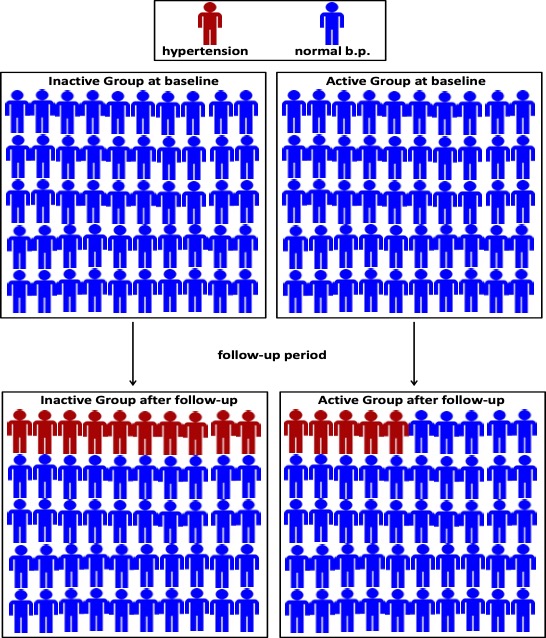 hypertension normal b.p.
Inactive Group at baseline
Active Group at baseline
follow-up period
Inactive Group after follow-up
Active Group after follow-up